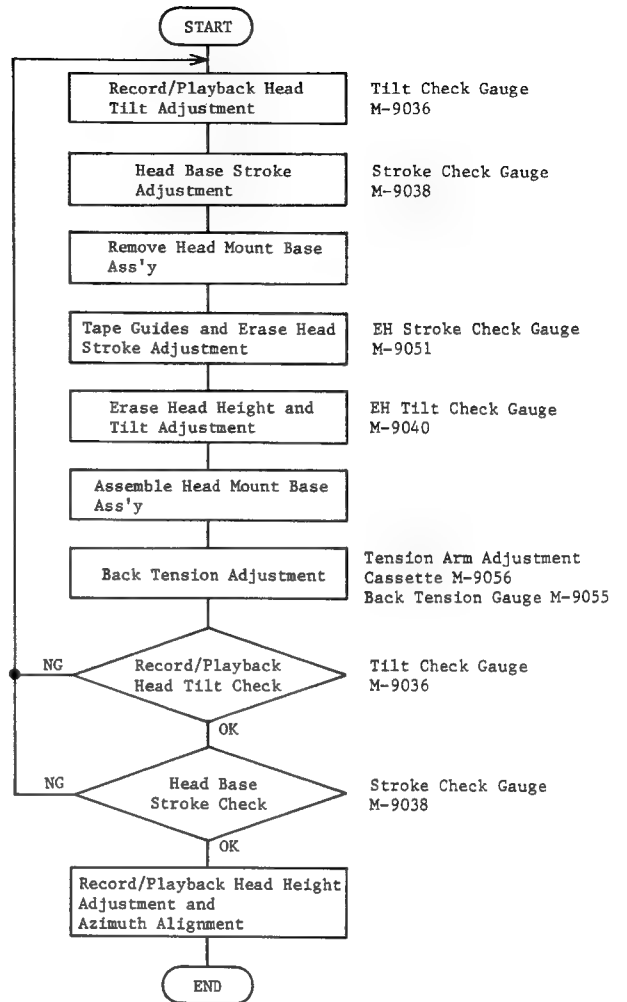 START
Record/Playback Head
Tilt Adjustment
Tilt Check Gauge
M-9036
Head Base Stroke
Adjustment
Stroke Check Gauge
M-9038
Remove Head Mount Base
Ass'y
Tape Guides and Erase Head
Stroke Adjustment
EH Stroke Check Gauge
M-9051
Erase Head Height and
Tilt Adjustment
EH Tilt Check Gauge
M-9040
Assemble Head Mount Base
Ass'y
Back Tension Adjustment
Tension Arm Adjustment
Cassette M-9056
Back Tension Gauge M-9055
NG
Record/Playback
Head Tilt Check
Tilt Check Gauge
M-9036
OK
NG
Head Base
Stroke Check
Stroke Check Gauge
M-9038
OK
Record/Playback Head Height
Adjustment and
Azimuth Alignment
END